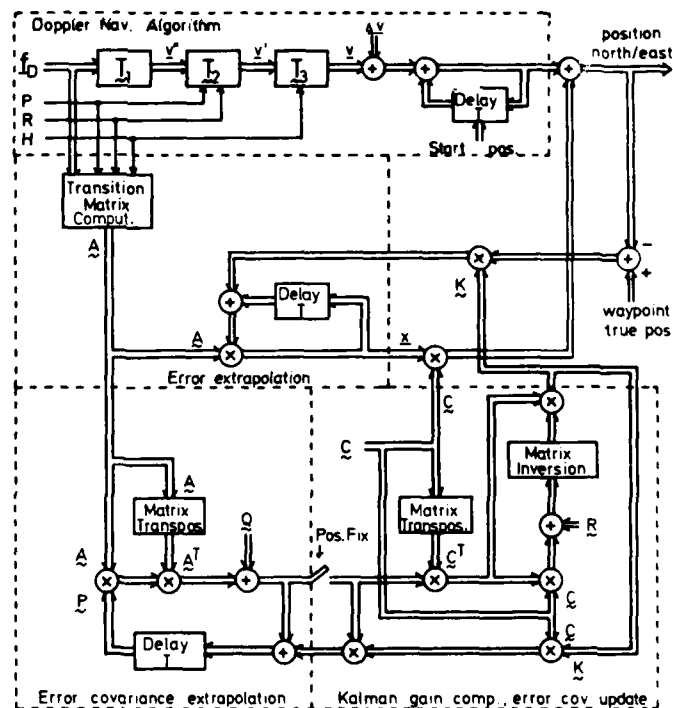 Doppler Nav. Algorithm
Δv
position
north/east
f_D
T_1
v"
T_2
v'
T_3
v
+
+
+
P
R
H
Delay
T
Start pos.
Transition
Matrix
Comput.
A
×
K
−
+
+
waypoint
true pos
Delay
T
+
A
×
x
×
Error extrapolation
C
×
C
A
Matrix
Inversion
Matrix
Transpos.
Matrix
Transpos.
Q
Pos. Fix
+
R
A
A^T
C^T
×
×
+
×
×
P
C
C
Delay
T
+
×
×
K
Error covariance extrapolation
Kalman gain comp., error cov update